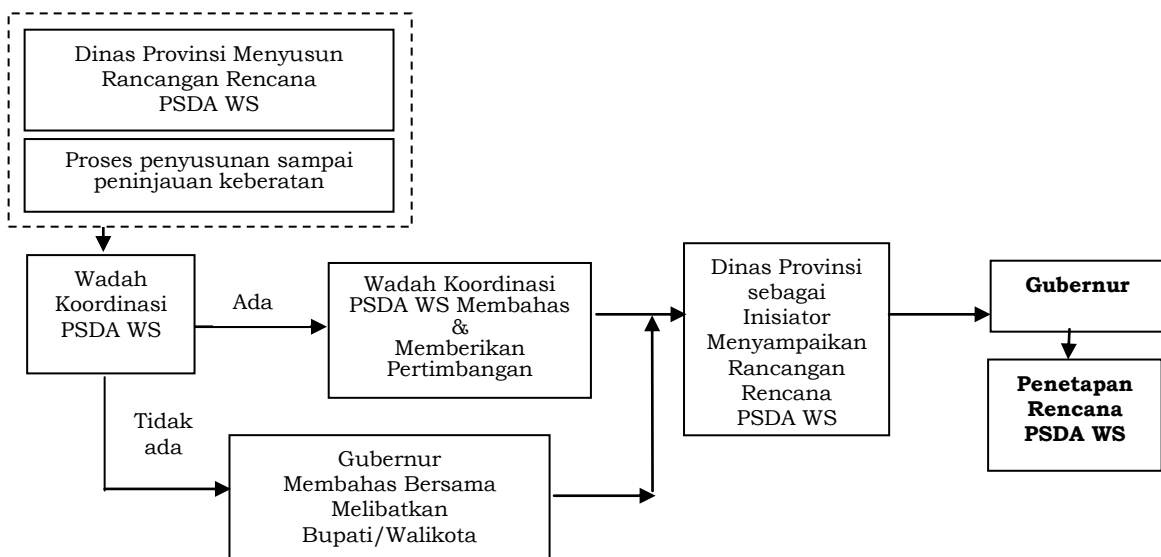 Dinas Provinsi Menyusun
Rancangan Rencana
PSDA WS
Proses penyusunan sampai
peninjauan keberatan
Wadah
Koordinasi
PSDA WS
Ada
Wadah Koordinasi
PSDA WS Membahas
&
Memberikan
Pertimbangan
Tidak
ada
Gubernur
Membahas Bersama
Melibatkan
Bupati/Walikota
Dinas Provinsi
sebagai
Inisiator
Menyampaikan
Rancangan
Rencana
PSDA WS
Gubernur
Penetapan
Rencana
PSDA WS